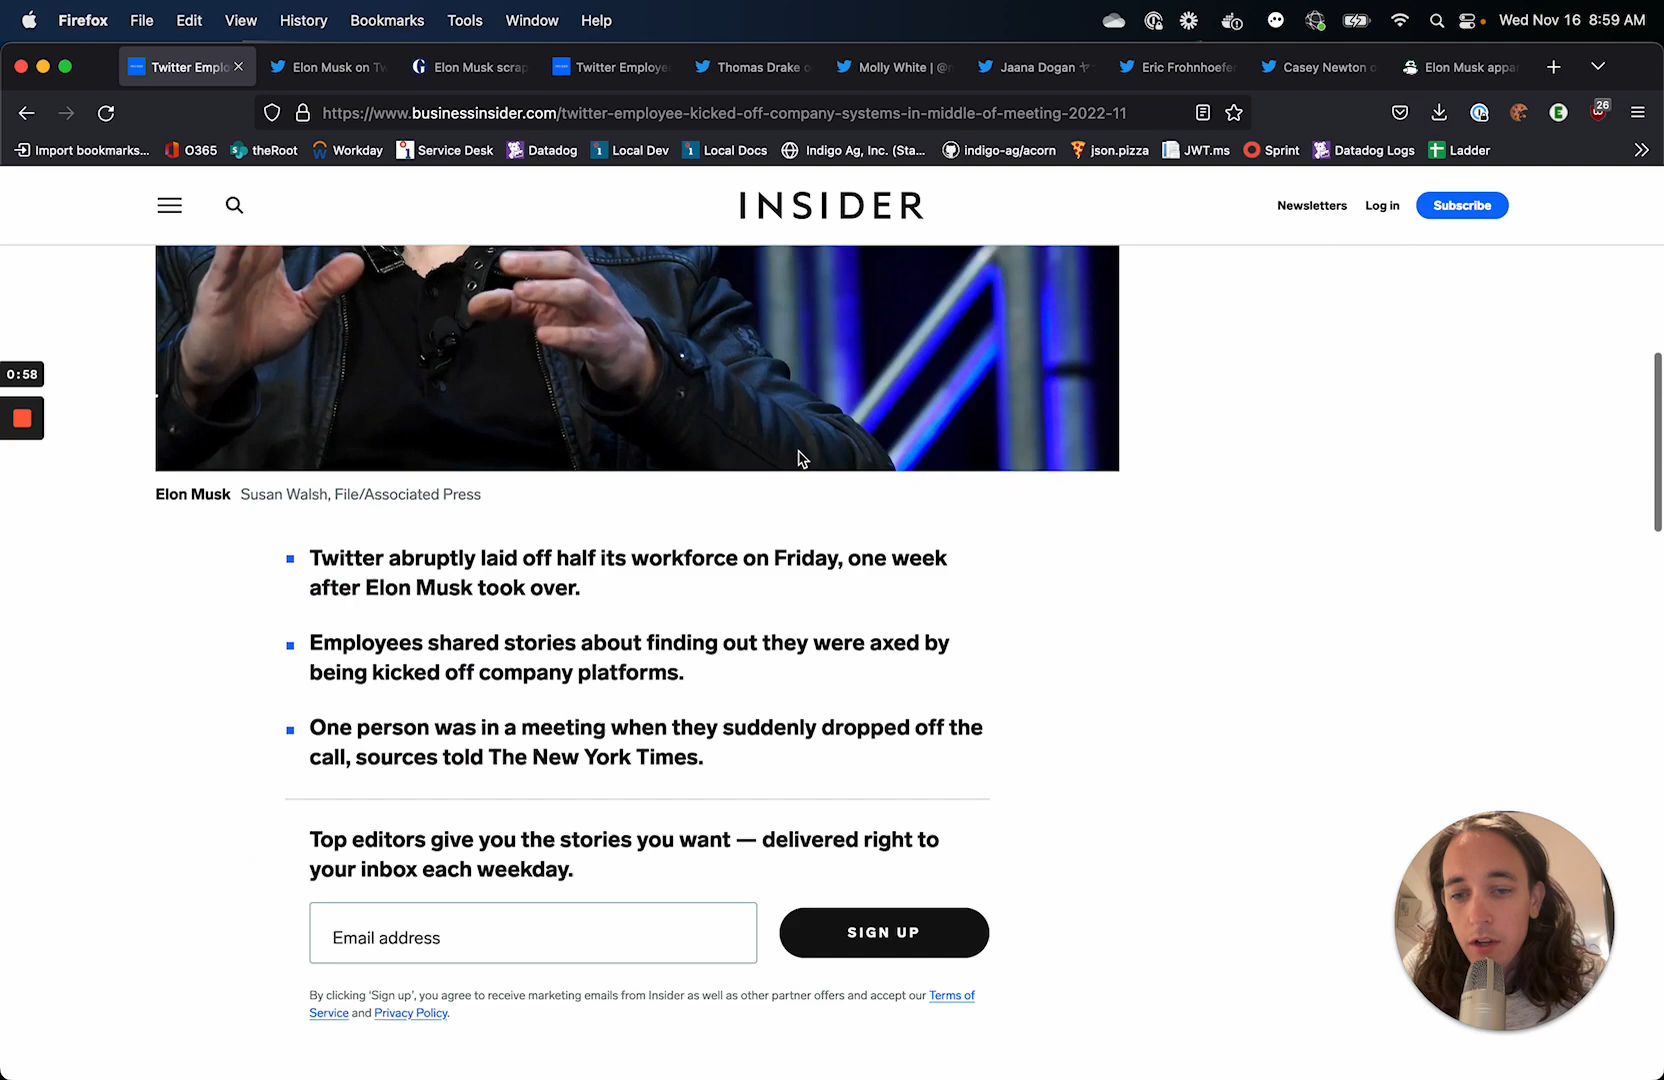 Firefox File Edit View History Bookmarks Tools Window Help Wed Nov 16 8:59 AM
Twitter Emplo Elon Musk on Tw Elon Musk scrap Twitter Employe Thomas Drake o Molly White | @m Jaana Dogan ヤ Eric Frohnhoefer Casey Newton o Elon Musk appa
https://www.businessinsider.com/twitter-employee-kicked-off-company-systems-in-middle-of-meeting-2022-11 26
Import bookmarks... O365 theRoot Workday Service Desk Datadog Local Dev Local Docs Indigo Ag, Inc. (Sta... indigo-ag/acorn json.pizza JWT.ms Sprint Datadog Logs Ladder
INSIDER
Newsletters Log in Subscribe
0:58
Elon Musk Susan Walsh, File/Associated Press
Twitter abruptly laid off half its workforce on Friday, one week
after Elon Musk took over.
Employees shared stories about finding out they were axed by
being kicked off company platforms.
One person was in a meeting when they suddenly dropped off the
call, sources told The New York Times.
Top editors give you the stories you want — delivered right to
your inbox each weekday.
Email address
SIGN UP
By clicking ‘Sign up’, you agree to receive marketing emails from Insider as well as other partner offers and accept our Terms of
Service and Privacy Policy.